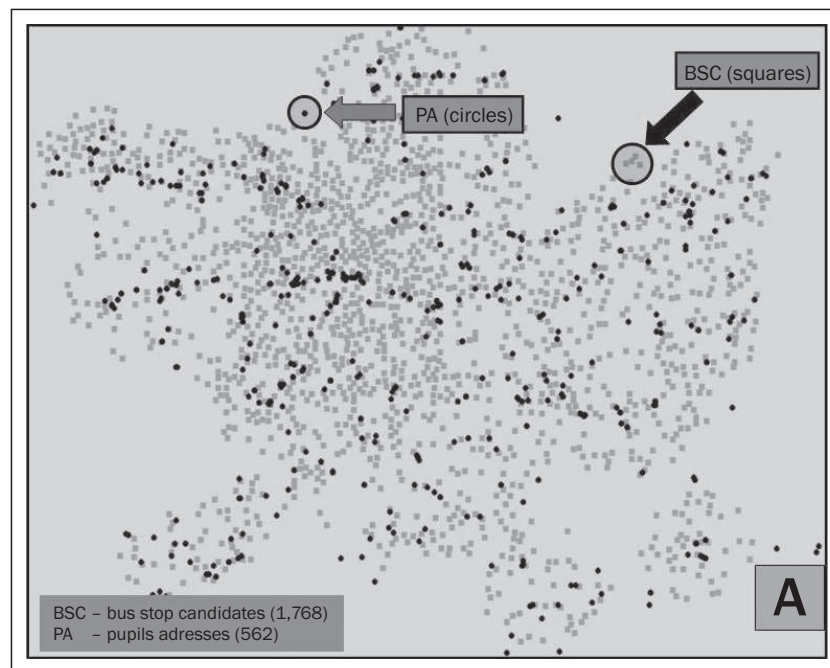 BSC (squares)
PA (circles)
BSC – bus stop candidates (1,768)
PA – pupils adresses (562)
A